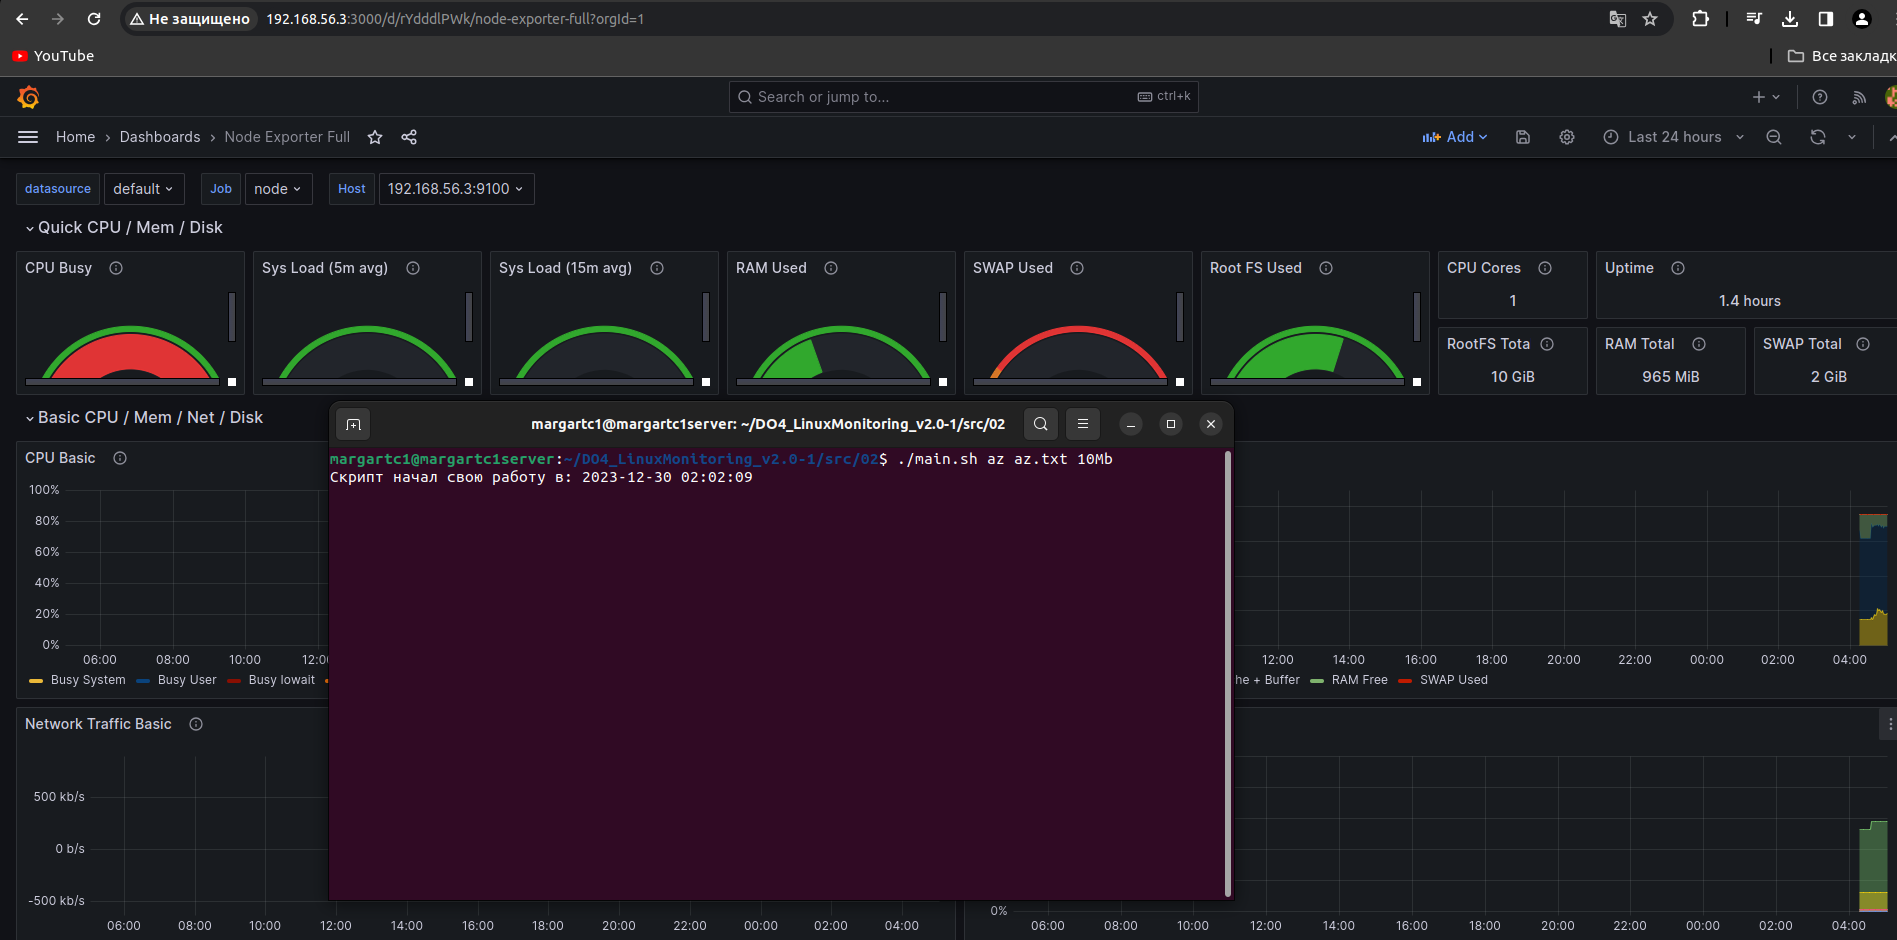 Не защищено 192.168.56.3:3000/d/rYdddlPWk/node-exporter-full?orgId=1
YouTube
Все закладк
Search or jump to... ctrl+k
Home › Dashboards › Node Exporter Full
Add Last 24 hours
datasource default Job node Host 192.168.56.3:9100
Quick CPU / Mem / Disk
CPU Busy Sys Load (5m avg) Sys Load (15m avg) RAM Used SWAP Used Root FS Used CPU Cores Uptime
1 1.4 hours
RootFS Tota RAM Total SWAP Total
10 GiB 965 MiB 2 GiB
Basic CPU / Mem / Net / Disk
margartc1@margartc1server: ~/DO4_LinuxMonitoring_v2.0-1/src/02
margartc1@margartc1server:~/DO4_LinuxMonitoring_v2.0-1/src/02$ ./main.sh az az.txt 10Mb
Скрипт начал свою работу в: 2023-12-30 02:02:09
CPU Basic
100%
80%
60%
40%
20%
0%
06:00 08:00 10:00 12:0
Busy System Busy User Busy Iowait
12:00 14:00 16:00 18:00 20:00 22:00 00:00 02:00 04:00
he + Buffer RAM Free SWAP Used
Network Traffic Basic
500 kb/s
0 b/s
-500 kb/s
06:00 08:00 10:00 12:00 14:00 16:00 18:00 20:00 22:00 00:00 02:00 04:00
0%
06:00 08:00 10:00 12:00 14:00 16:00 18:00 20:00 22:00 00:00 02:00 04:00